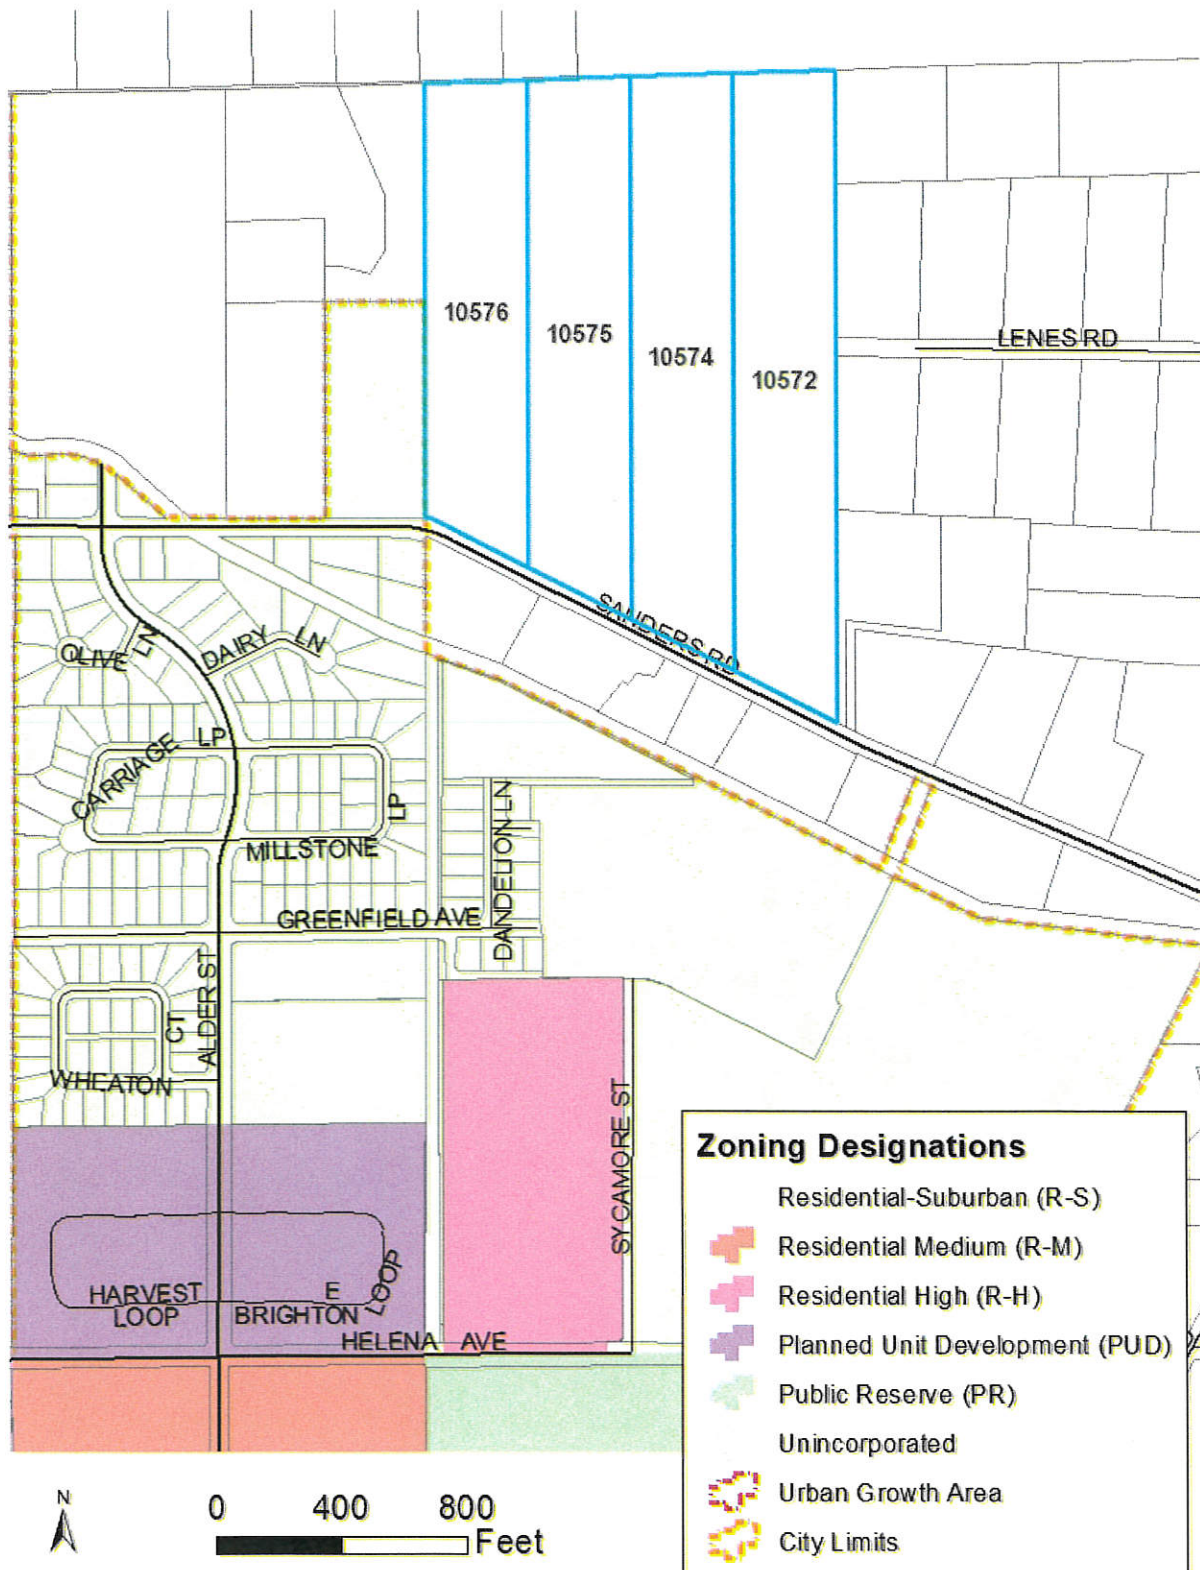 10576
10575
10574
10572
LENES RD
SANDERS RD
OLIVE LN
DAIRY LN
CARRIAGE LP
LP
MILLSTONE
DANDELION LN
GREENFIELD AVE
ALDER ST
CT
WHEATON
SYCAMORE ST
HARVEST
LOOP
E
BRIGHTON
LOOP
HELENA AVE
Zoning Designations
Residential-Suburban (R-S)
Residential Medium (R-M)
Residential High (R-H)
Planned Unit Development (PUD)
Public Reserve (PR)
Unincorporated
Urban Growth Area
City Limits
N
0 400 800
Feet